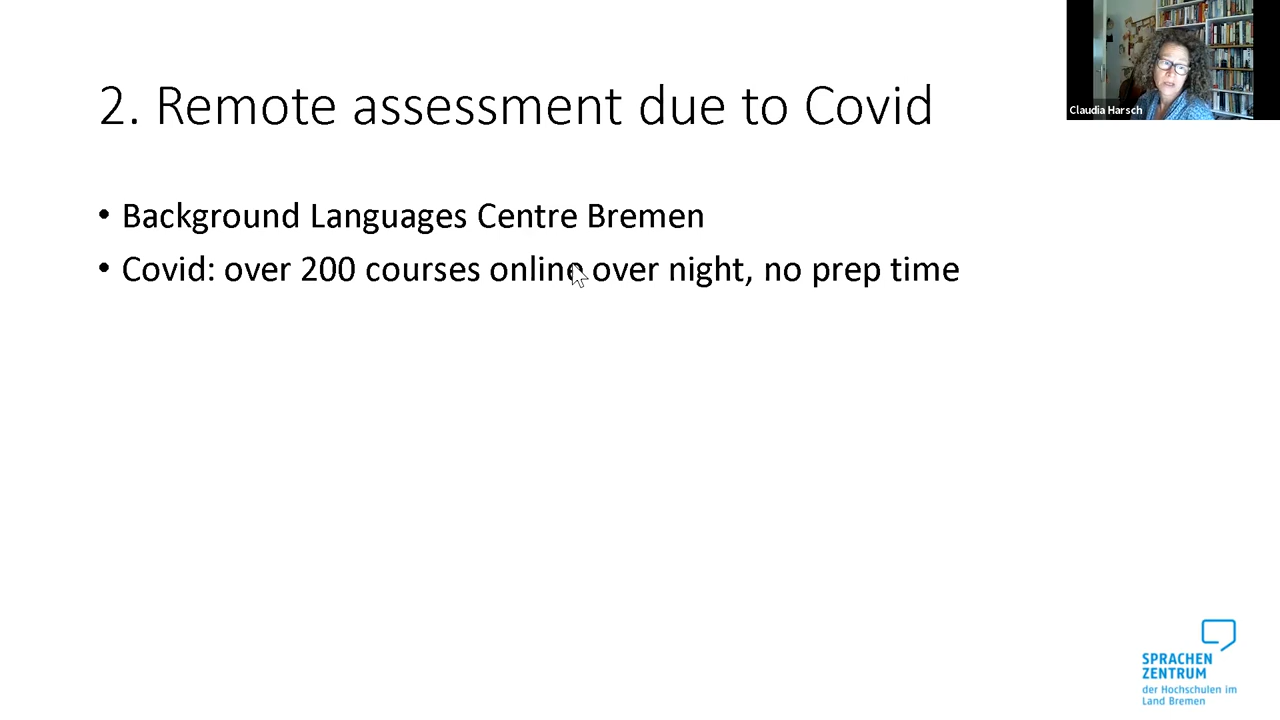 2. Remote assessment due to Covid
Claudia Harsch
• Background Languages Centre Bremen
• Covid: over 200 courses online over night, no prep time
SPRACHEN
ZENTRUM
der Hochschulen im
Land Bremen